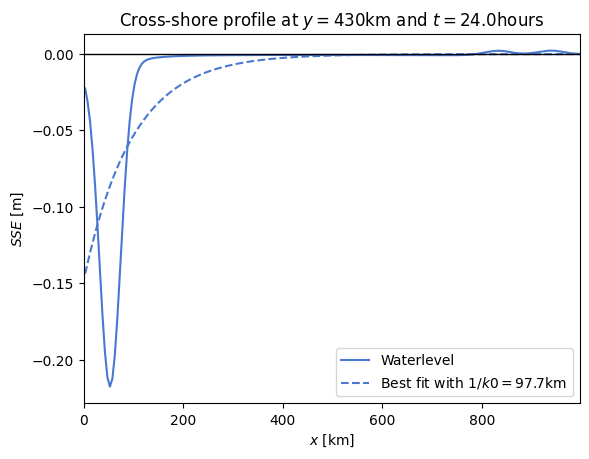 Cross-shore profile at y = 430km and t = 24.0hours
0.00
−0.05
−0.10
−0.15
−0.20
SSE [m]
0 200 400 600 800
x [km]
Waterlevel
Best fit with 1/k0 = 97.7km